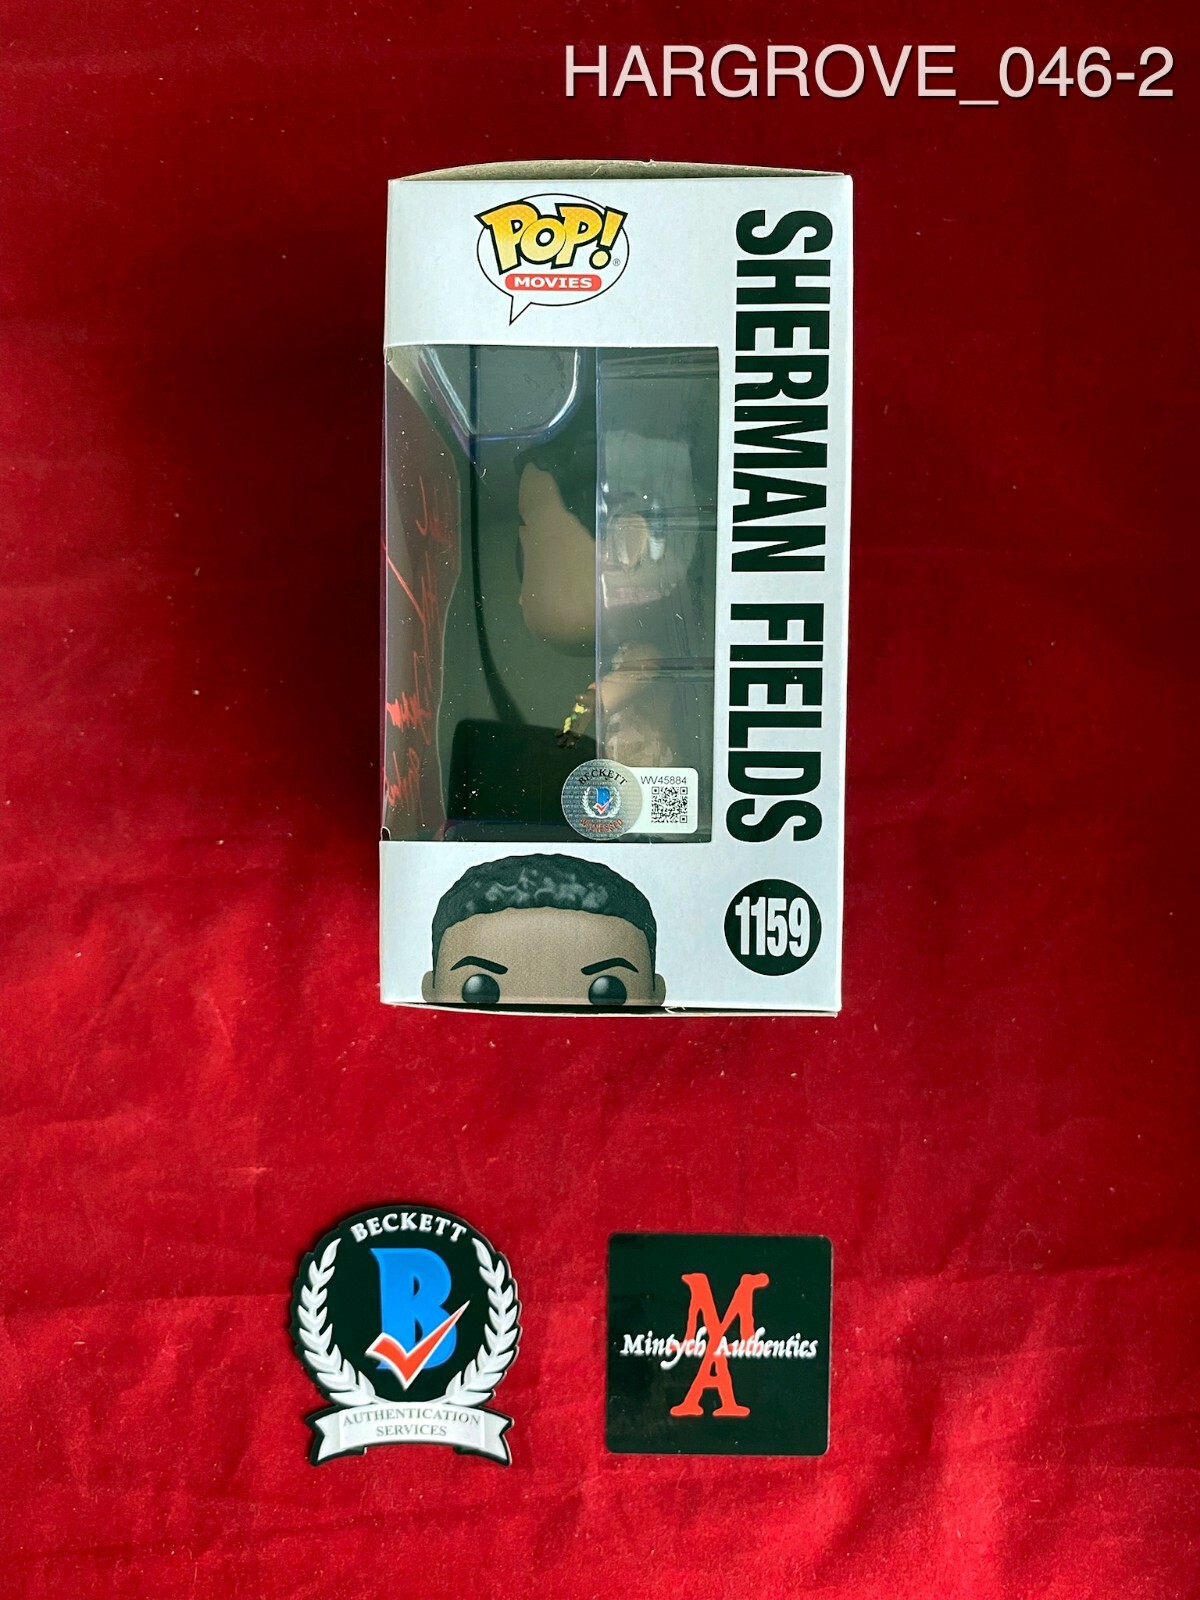 HARGROVE_046-2
POP!
®
MOVIES
SHERMAN FIELDS
1159
BECKETT
WV45884
BECKETT
B
AUTHENTICATION
SERVICES
MA
Mintych Authentics